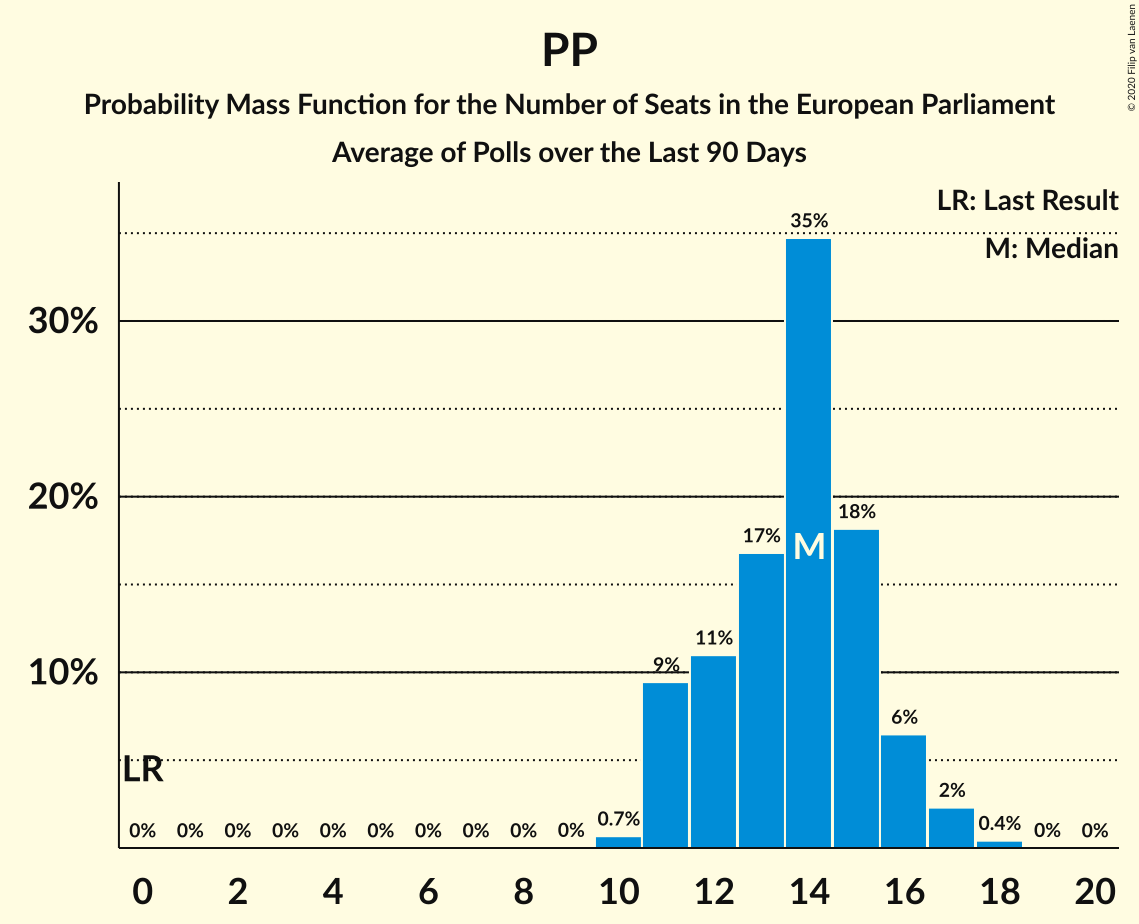 PP
Probability Mass Function for the Number of Seats in the European Parliament
Average of Polls over the Last 90 Days
© 2020 Filip van Laenen
LR: Last Result
M: Median
35%
30%
20%
18%
17%
M
11%
9%
10%
6%
LR
2%
0% 0% 0% 0% 0% 0% 0% 0% 0% 0% 0.7% 0.4% 0% 0%
0 2 4 6 8 10 12 14 16 18 20